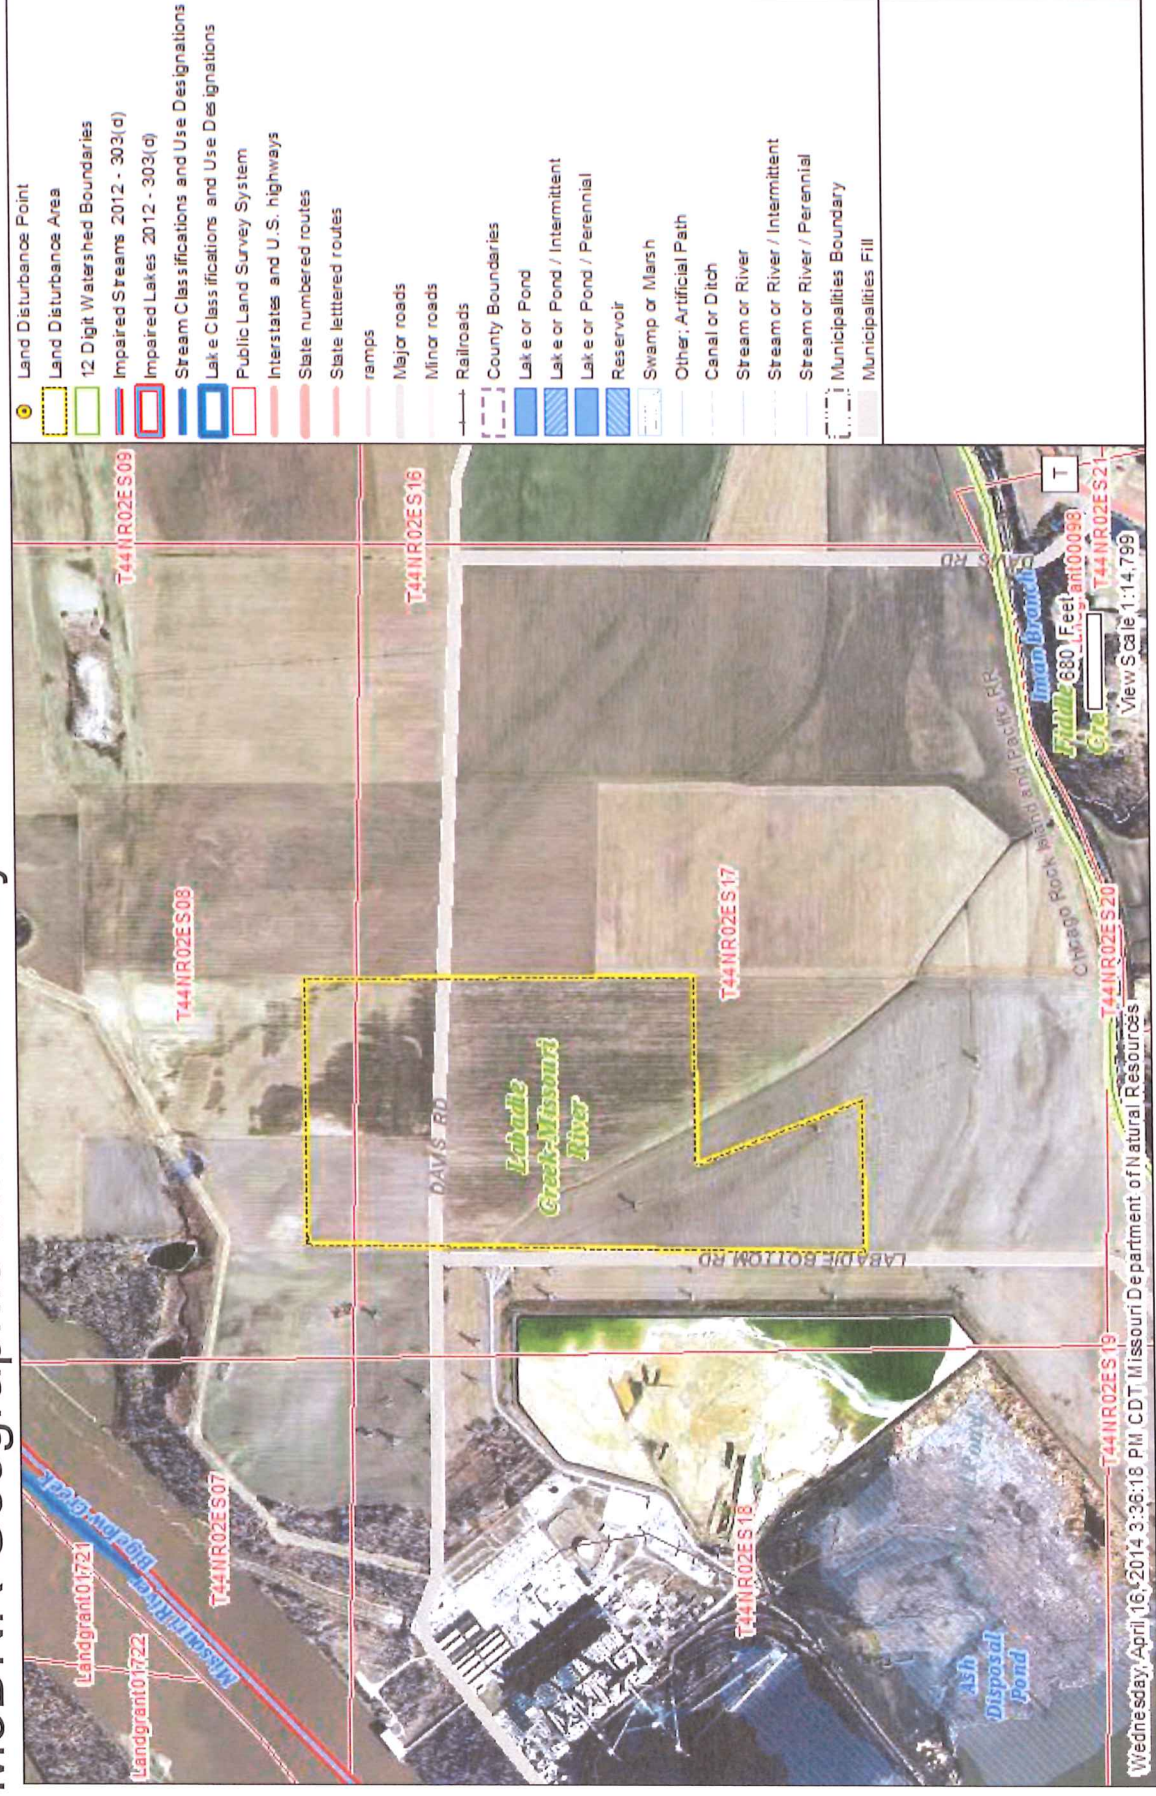 Land Disturbance Point
Land Disturbance Area
12 Digit Watershed Boundaries
Impaired Streams 2012 - 303(d)
Impaired Lakes 2012 - 303(d)
Stream Classifications and Use Designations
Lake Classifications and Use Designations
Public Land Survey System
Interstates and U.S. highways
State numbered routes
State letttered routes
ramps
Major roads
Minor roads
Railroads
County Boundaries
Lake or Pond
Lake or Pond / Intermittent
Lake or Pond / Perennial
Reservoir
Swamp or Marsh
Other; Artificial Path
Canal or Ditch
Stream or River
Stream or River / Intermittent
Stream or River / Perennial
Municipalities Boundary
Municipalities Fill
Landgrant01721
Landgrant01722
Missouri River
Bigelow Creek
T44NR02ES07
T44NR02ES08
T44NR02ES09
T44NR02ES16
DAVIS RD
Labadie
Creek-Missouri
River
T44NR02ES17
LABADIE BOTTOM RD
DAVIS RD
T44NR02ES18
Ash
Disposal
Pond
Chicago Rock Island and Pacific RR
Iman Branch
T
Fiddle
Cre
680 Feet
ant00098
T44NR02ES19
T44NR02ES20
T44NR02ES21
View Scale 1:14,799
Wednesday, April 16, 2014 3:36:18 PM CDT, Missouri Department of Natural Resources